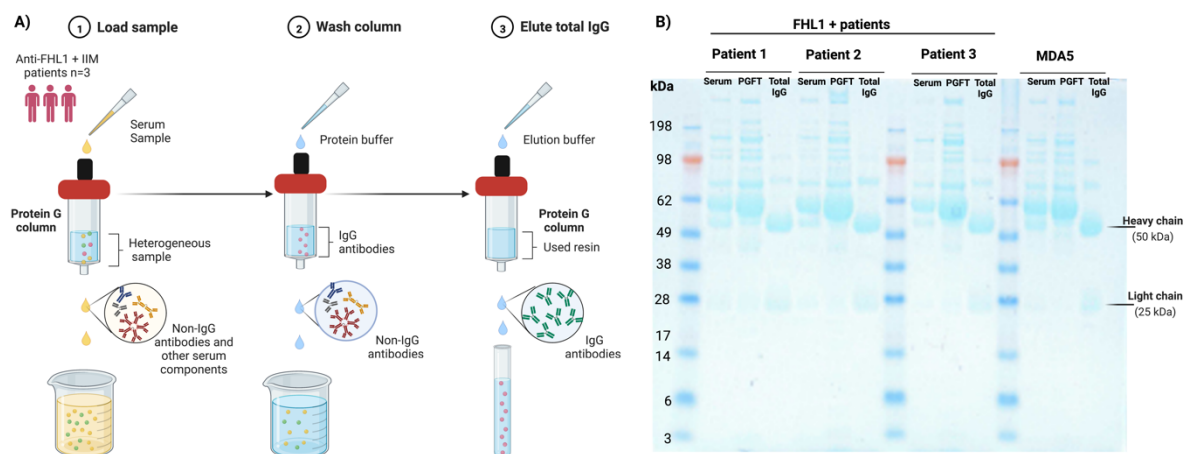 A)
1 Load sample
2 Wash column
3 Elute total IgG
Anti-FHL1 + IIM
patients n=3
Serum
Sample
Protein buffer
Elution buffer
Protein G
column
Heterogeneous
sample
IgG
antibodies
Protein G
column
Used resin
Non-IgG
antibodies and
other serum
components
Non-IgG
antibodies
IgG
antibodies
B)
FHL1 + patients
Patient 1
Patient 2
Patient 3
MDA5
kDa
Serum PGFT Total IgG
Serum PGFT Total IgG
Serum PGFT Total IgG
Serum PGFT Total IgG
198
98
62
49
38
28
17
14
6
3
Heavy chain
(50 kDa)
Light chain
(25 kDa)